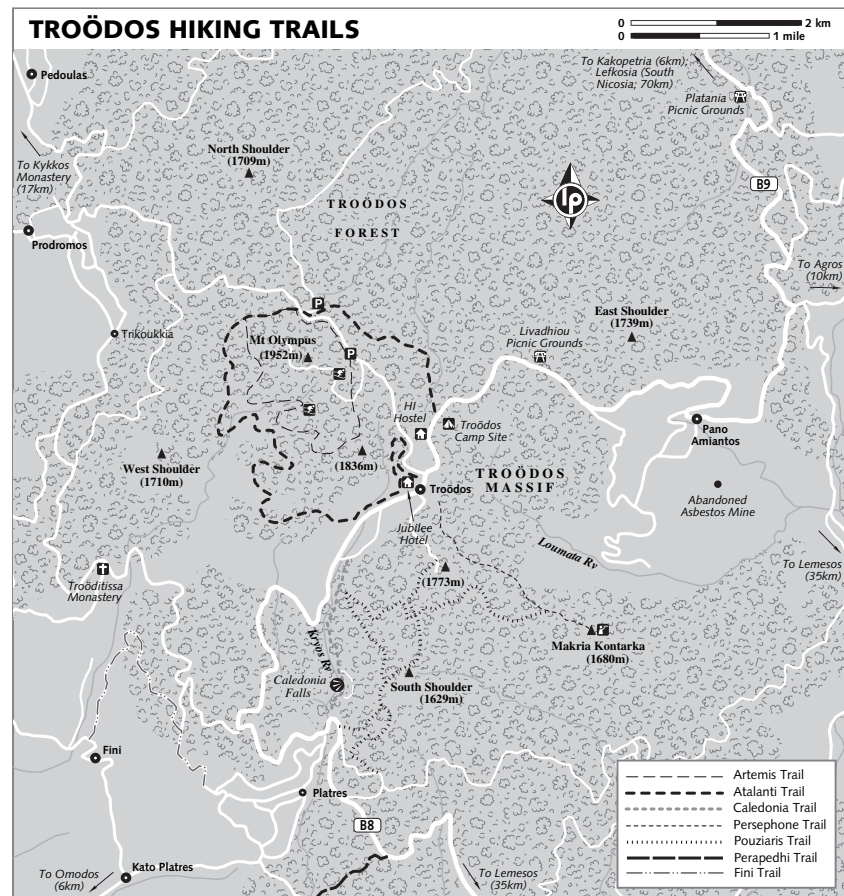 TROÖDOS HIKING TRAILS
0 2 km
0 1 mile
To Kakopetria (6km);
Lefkosia (South
Nicosia; 70km)
Pedoulas
Platania
Picnic Grounds
North Shoulder
(1709m)
To Kykkos
Monastery
(17km)
B9
TROÖDOS
FOREST
lp
Prodromos
To Agros
(10km)
P
East Shoulder
(1739m)
Trikoukkia
Livadhiou
Picnic Grounds
Mt Olympus
(1952m)
P
HI
Hostel
Troödos
Camp Site
Pano
Amiantos
West Shoulder
(1710m)
(1836m)
TROÖDOS
MASSIF
Troödos
Abandoned
Asbestos Mine
Jubilee
Hotel
Loumata Rv
To Lemesos
(35km)
Troöditissa
Monastery
(1773m)
Kryos Rv
Makria Kontarka
(1680m)
Caledonia
Falls
South Shoulder
(1629m)
Fini
Platres
B8
Kato Platres
To Omodos
(6km)
To Lemesos
(35km)
Artemis Trail
Atalanti Trail
Caledonia Trail
Persephone Trail
Pouziaris Trail
Perapedhi Trail
Fini Trail